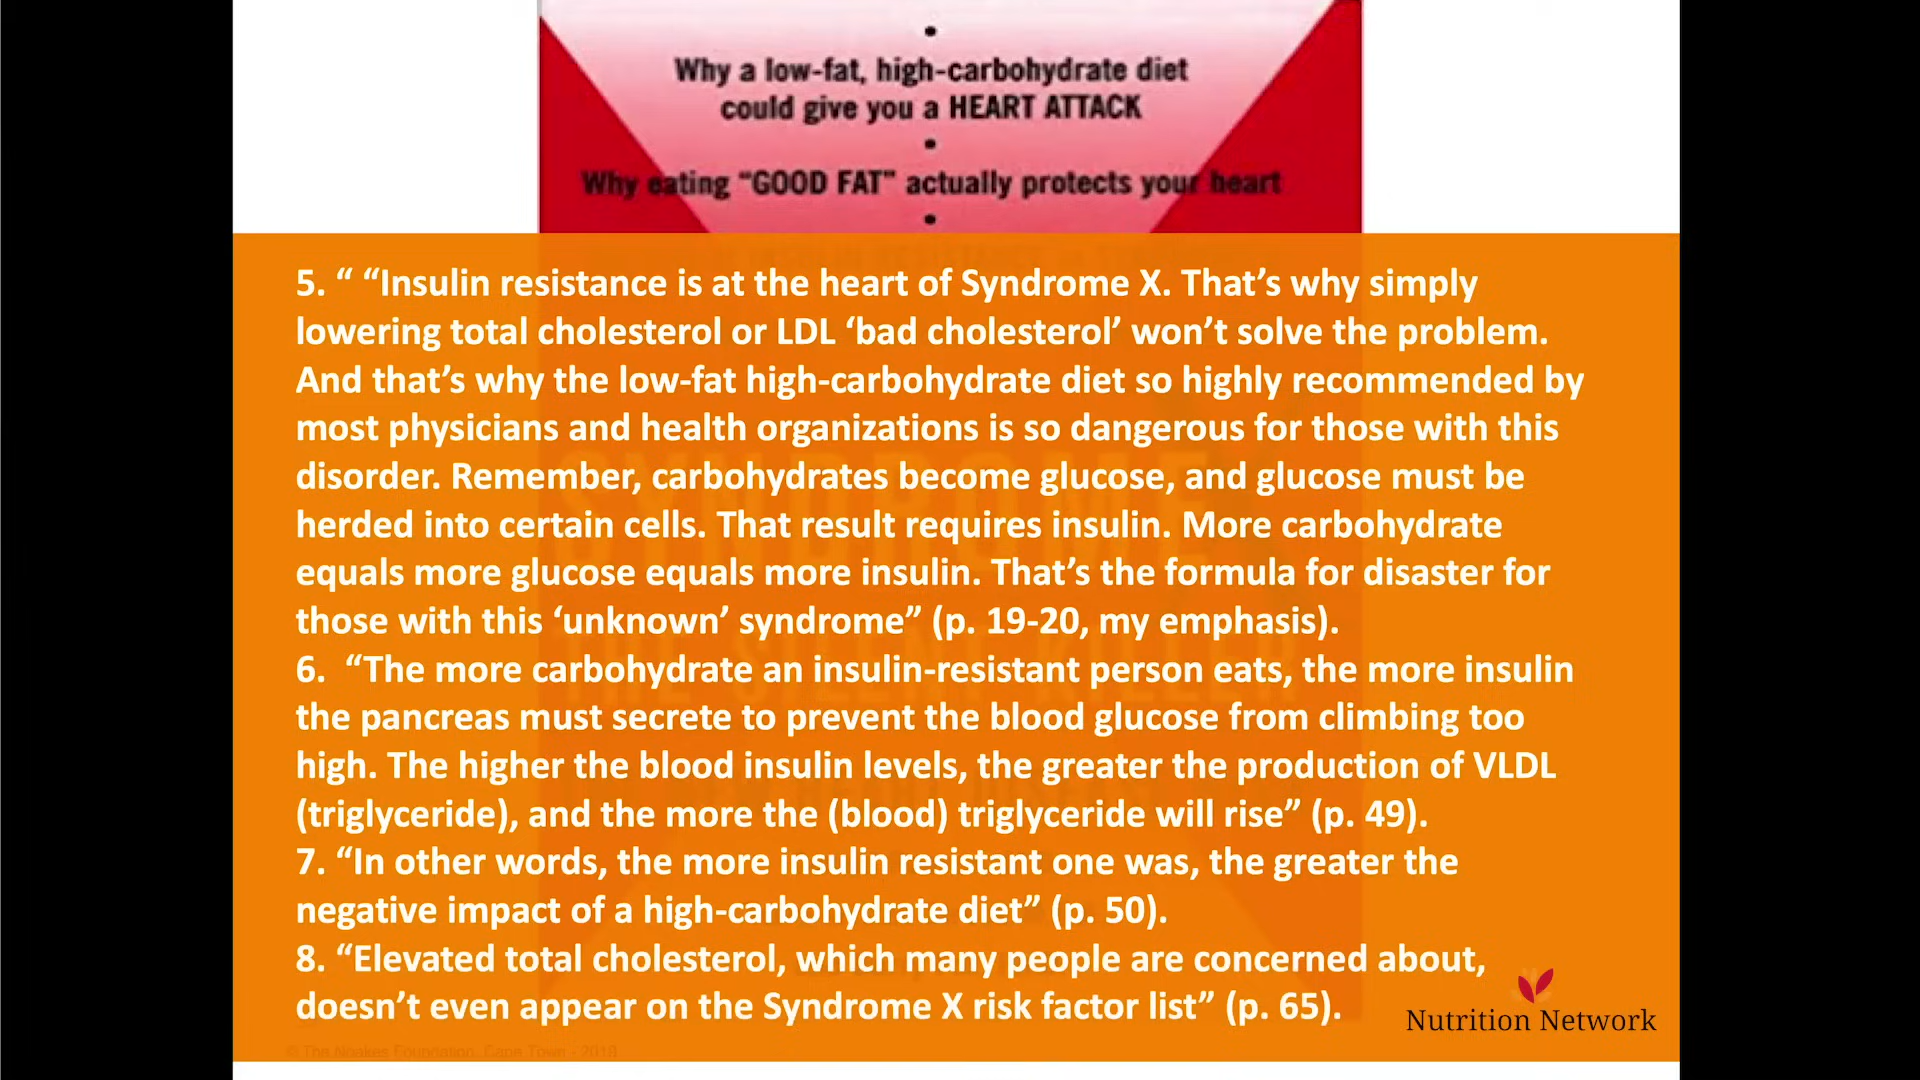 •
Why a low-fat, high-carbohydrate diet
could give you a HEART ATTACK
•
Why eating “GOOD FAT” actually protects your heart
•
5. “ “Insulin resistance is at the heart of Syndrome X. That’s why simply
lowering total cholesterol or LDL ‘bad cholesterol’ won’t solve the problem.
And that’s why the low-fat high-carbohydrate diet so highly recommended by
most physicians and health organizations is so dangerous for those with this
disorder. Remember, carbohydrates become glucose, and glucose must be
herded into certain cells. That result requires insulin. More carbohydrate
equals more glucose equals more insulin. That’s the formula for disaster for
those with this ‘unknown’ syndrome” (p. 19-20, my emphasis).
6.  “The more carbohydrate an insulin-resistant person eats, the more insulin
the pancreas must secrete to prevent the blood glucose from climbing too
high. The higher the blood insulin levels, the greater the production of VLDL
(triglyceride), and the more the (blood) triglyceride will rise” (p. 49).
7. “In other words, the more insulin resistant one was, the greater the
negative impact of a high-carbohydrate diet” (p. 50).
8. “Elevated total cholesterol, which many people are concerned about,
doesn’t even appear on the Syndrome X risk factor list” (p. 65).
Nutrition Network
© The Noakes Foundation, Cape Town - 2019